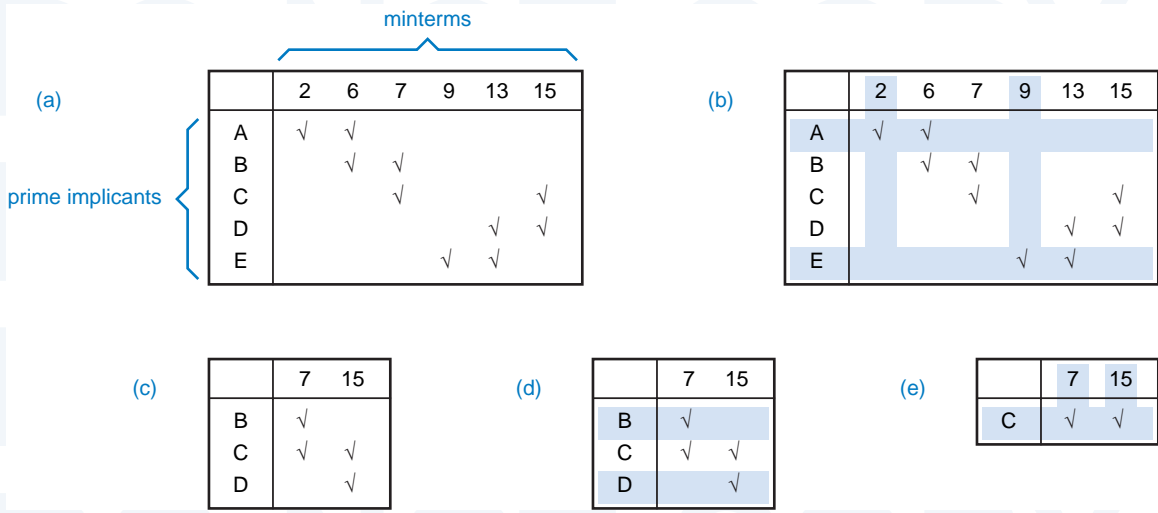 minterms
(a)
2 6 7 9 13 15
A √ √
B √ √
C √ √
D √ √
E √ √
prime implicants
(b)
2 6 7 9 13 15
A √ √
B √ √
C √ √
D √ √
E √ √
(c)
7 15
B √
C √ √
D √
(d)
7 15
B √
C √ √
D √
(e)
7 15
C √ √